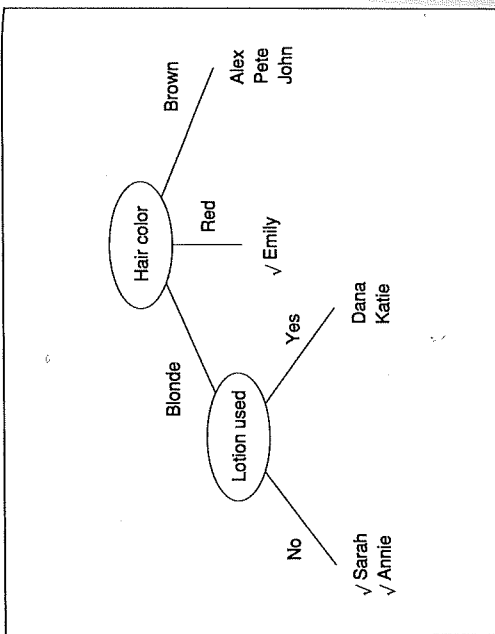 Hair color
Blonde
Red
Brown
Lotion used
√ Emily
Alex
Pete
John
No
Yes
√ Sarah
√ Annie
Dana
Katie